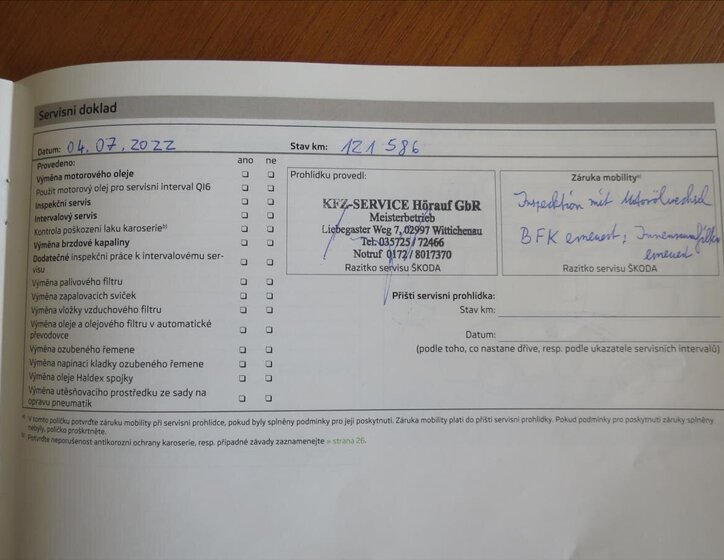 Servisní doklad
Datum: 04.07.2022
Stav km: 121 586
Provedeno:
ano ne
Výměna motorového oleje
Použit motorový olej pro servisní interval QI6
Inspekční servis
Intervalový servis
Kontrola poškození laku karoserieᵇ⁾
Výměna brzdové kapaliny
Dodatečné inspekční práce k intervalovému ser-
visu
Výměna palivového filtru
Výměna zapalovacích svíček
Výměna vložky vzduchového filtru
Výměna oleje a olejového filtru v automatické
převodovce
Výměna ozubeného řemene
Výměna napínací kladky ozubeného řemene
Výměna oleje Haldex spojky
Výměna utěsňovacího prostředku ze sady na
opravu pneumatik
Prohlídku provedl:
KFZ-SERVICE Hörauf GbR
Meisterbetrieb
Liebegaster Weg 7, 02997 Wittichenau
Tel: 035725 / 72466
Notruf 0172 / 8017370
Razítko servisu ŠKODA
Záruka mobilityᵃ⁾
Inspektion mit Motorölwechsel
BFK erneuert; Innenraumfilter
erneuert
Razítko servisu ŠKODA
Příští servisní prohlídka:
Stav km:
Datum:
(podle toho, co nastane dříve, resp. podle ukazatele servisních intervalů)
ᵃ⁾ V tomto políčku potvrďte záruku mobility při servisní prohlídce, pokud byly splněny podmínky pro její poskytnutí. Záruka mobility platí do příští servisní prohlídky. Pokud podmínky pro poskytnutí záruky splněny
nebyly, políčko proškrtněte.
ᵇ⁾ Potvrďte neporušenost antikorozní ochrany karoserie, resp. případné závady zaznamenejte » strana 26.